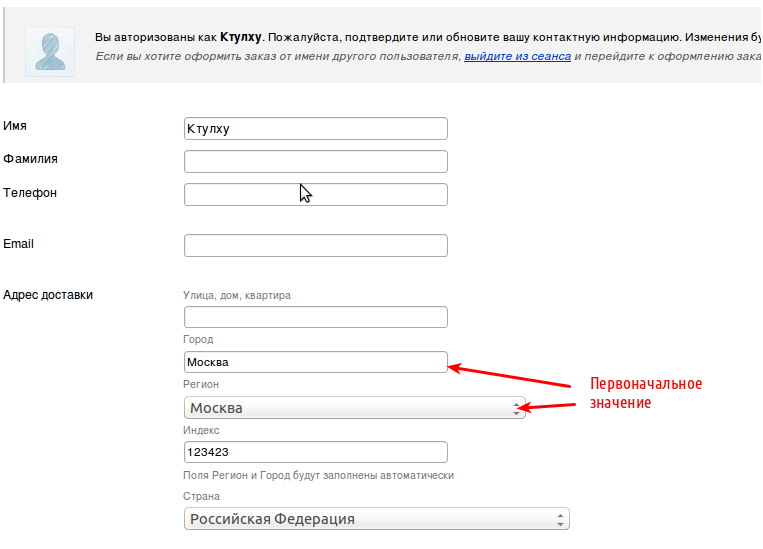 Вы авторизованы как Ктулху. Пожалуйста, подтвердите или обновите вашу контактную информацию. Изменения бу
Если вы хотите оформить заказ от имени другого пользователя, выйдите из сеанса и перейдите к оформлению зака
Имя
Ктулху
Фамилия
Телефон
Email
Адрес доставки
Улица, дом, квартира
Город
Москва
Регион
Москва
Первоначальное
значение
Индекс
123423
Поля Регион и Город будут заполнены автоматически
Страна
Российская Федерация